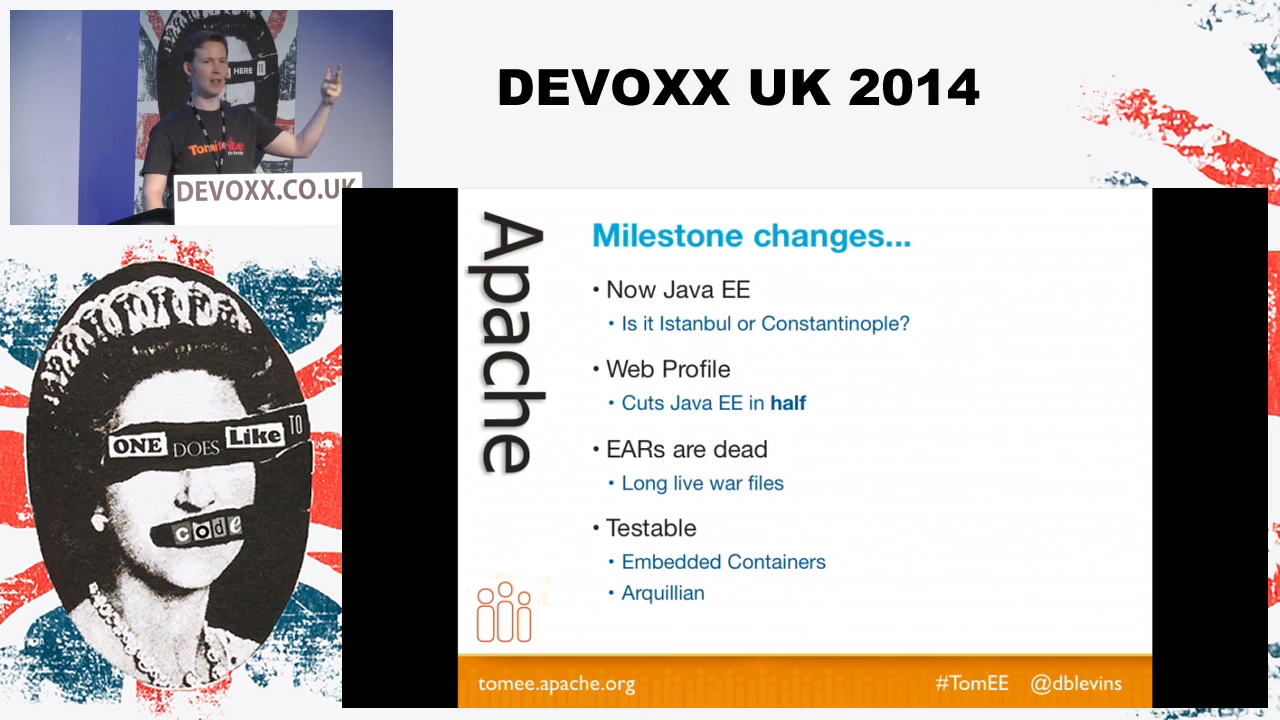 DEVOXX UK 2014
HERE
Tomitribe
DEVOXX.CO.UK
ONE DOES Like TO
code
Apache
Milestone changes...
• Now Java EE
• Is it Istanbul or Constantinople?
• Web Profile
• Cuts Java EE in half
• EARs are dead
• Long live war files
• Testable
• Embedded Containers
• Arquillian
tomee.apache.org
#TomEE @dblevins